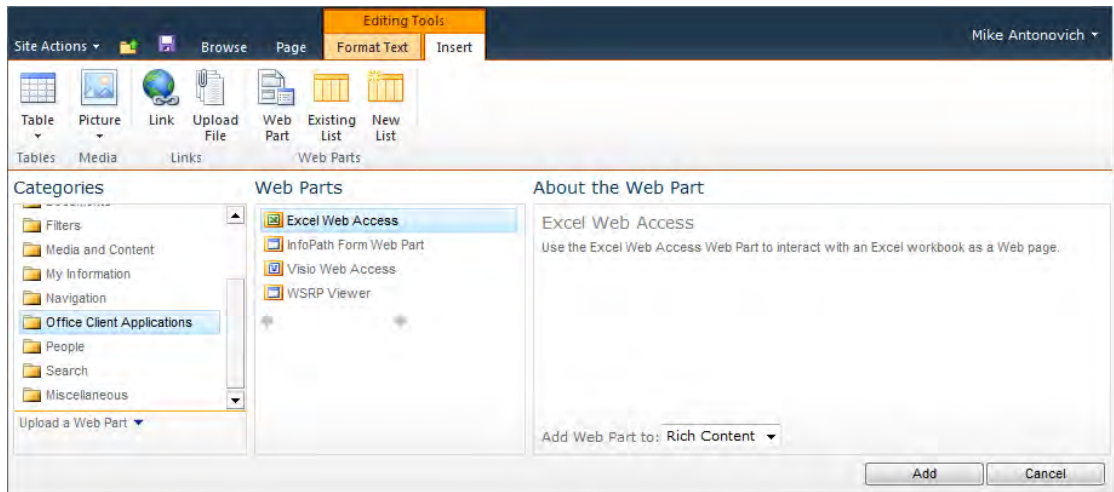 Editing Tools
Site Actions Browse Page Format Text Insert Mike Antonovich
Table Picture Link Upload File Web Part Existing List New List
Tables Media Links Web Parts
Categories
Filters
Media and Content
My Information
Navigation
Office Client Applications
People
Search
Miscellaneous
Upload a Web Part
Web Parts
Excel Web Access
InfoPath Form Web Part
Visio Web Access
WSRP Viewer
About the Web Part
Excel Web Access
Use the Excel Web Access Web Part to interact with an Excel workbook as a Web page.
Add Web Part to: Rich Content
Add Cancel